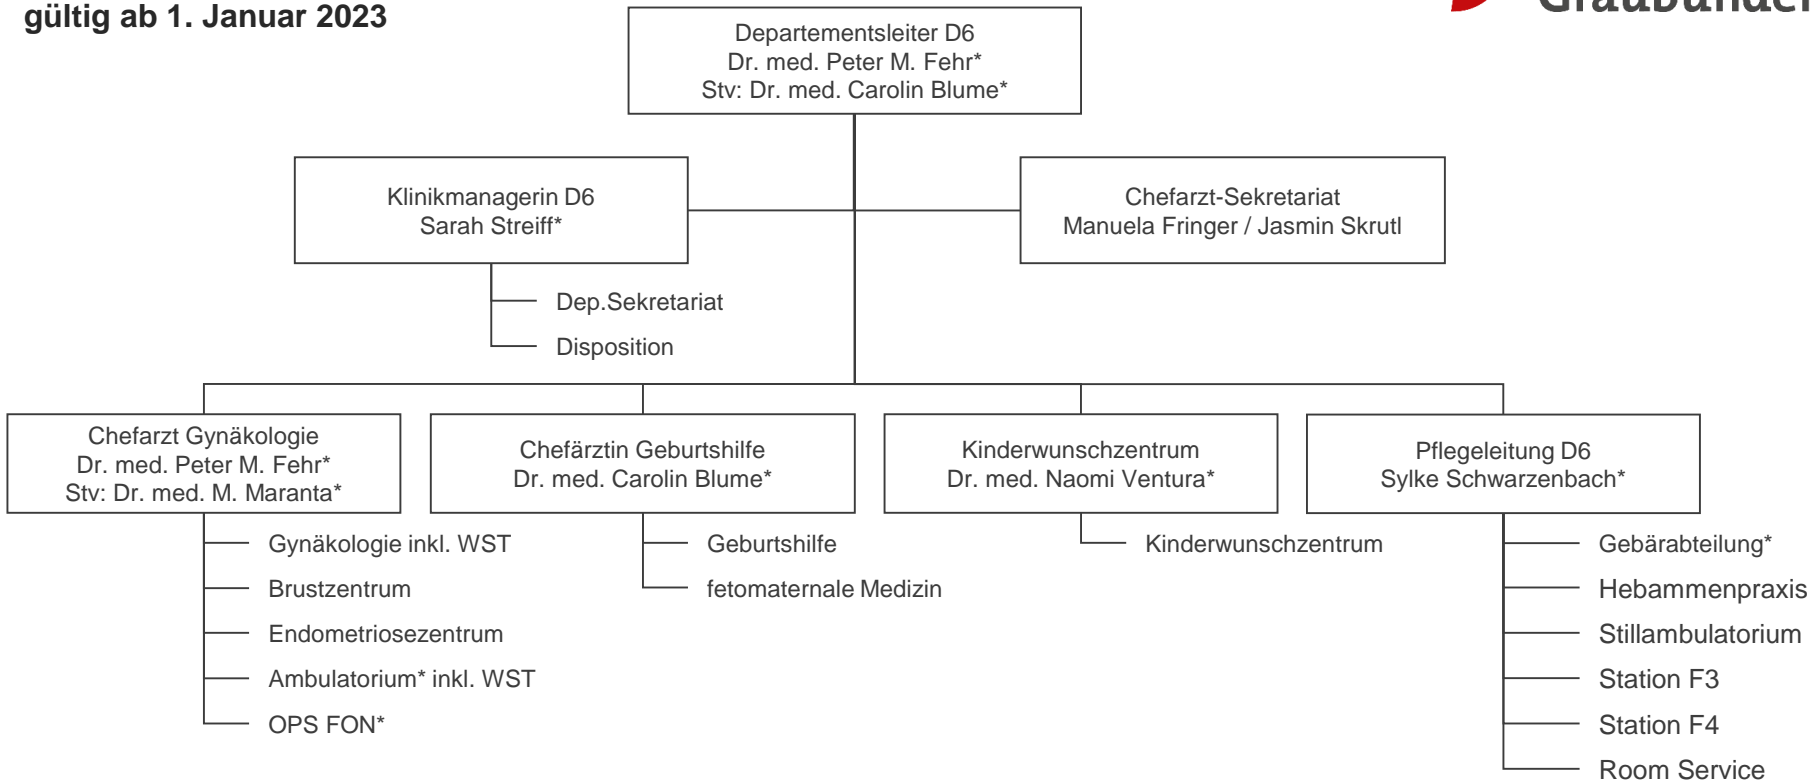 gültig ab 1. Januar 2023
Graubünden
Departementsleiter D6
Dr. med. Peter M. Fehr*
Stv: Dr. med. Carolin Blume*
Klinikmanagerin D6
Sarah Streiff*
Chefarzt-Sekretariat
Manuela Fringer / Jasmin Skrutl
Dep.Sekretariat
Disposition
Chefarzt Gynäkologie
Dr. med. Peter M. Fehr*
Stv: Dr. med. M. Maranta*
Chefärztin Geburtshilfe
Dr. med. Carolin Blume*
Kinderwunschzentrum
Dr. med. Naomi Ventura*
Pflegeleitung D6
Sylke Schwarzenbach*
Gynäkologie inkl. WST
Brustzentrum
Endometriosezentrum
Ambulatorium* inkl. WST
OPS FON*
Geburtshilfe
fetomaternale Medizin
Kinderwunschzentrum
Gebärabteilung*
Hebammenpraxis
Stillambulatorium
Station F3
Station F4
Room Service